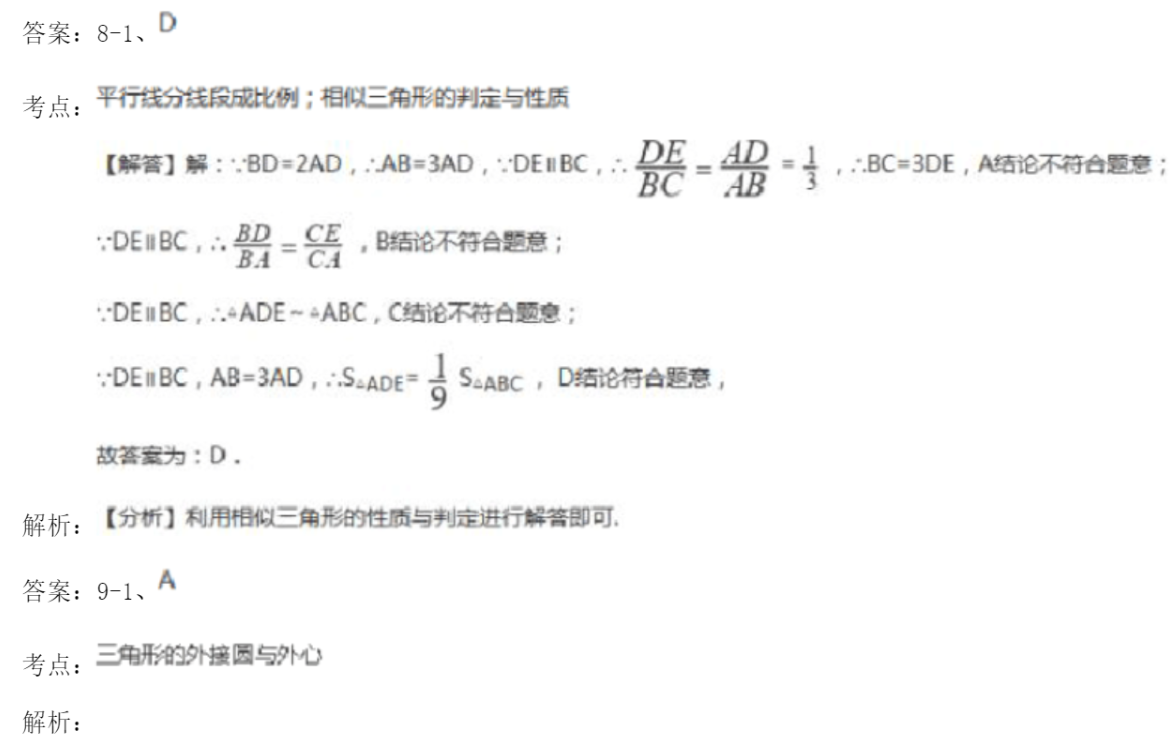 答案：8-1、D
考点：平行线分线段成比例；相似三角形的判定与性质
【解答】解：∵BD=2AD，∴AB=3AD，∵DE∥BC，∴ DE/BC = AD/AB = 1/3 ，∴BC=3DE，A结论不符合题意；
∵DE∥BC，∴ BD/BA = CE/CA ，B结论不符合题意；
∵DE∥BC，∴△ADE~△ABC，C结论不符合题意；
∵DE∥BC，AB=3AD，∴S△ADE= 1/9 S△ABC ， D结论符合题意，
故答案为：D．
解析：【分析】利用相似三角形的性质与判定进行解答即可.
答案：9-1、A
考点：三角形的外接圆与外心
解析：